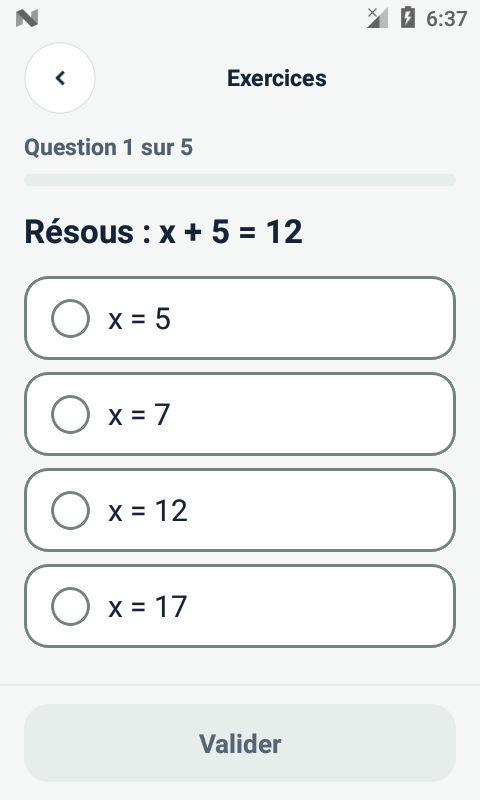 6:37
Exercices
Question 1 sur 5
Résous : x + 5 = 12
x = 5
x = 7
x = 12
x = 17
Valider